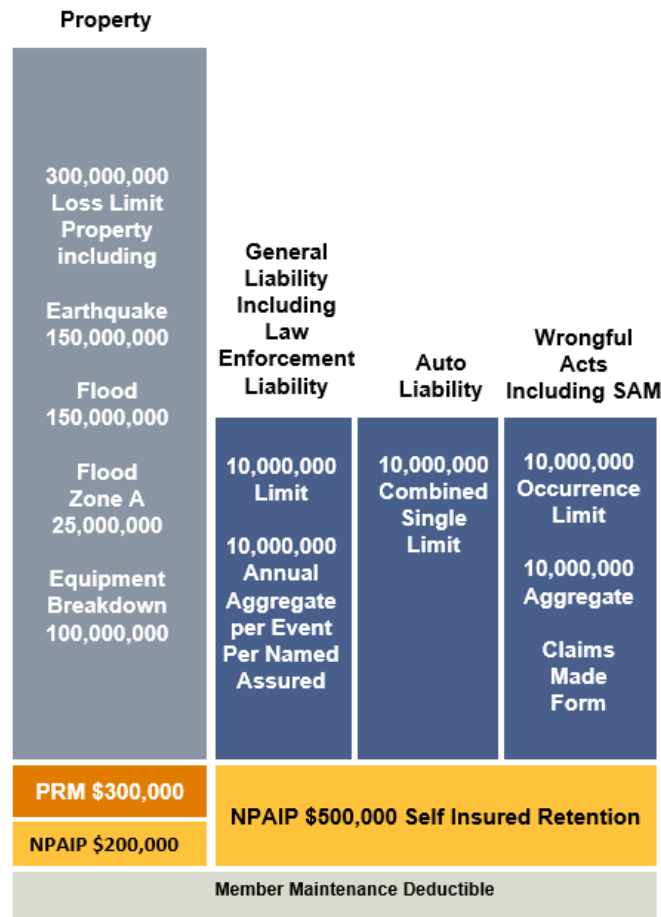 Property
300,000,000
Loss Limit
Property
including
Earthquake
150,000,000
Flood
150,000,000
Flood
Zone A
25,000,000
Equipment
Breakdown
100,000,000
General
Liability
Including
Law
Enforcement
Liability
10,000,000
Limit
10,000,000
Annual
Aggregate
per Event
Per Named
Assured
Auto
Liability
10,000,000
Combined
Single
Limit
Wrongful
Acts
Including SAM
10,000,000
Occurrence
Limit
10,000,000
Aggregate
Claims
Made
Form
PRM $300,000
NPAIP $200,000
NPAIP $500,000 Self Insured Retention
Member Maintenance Deductible